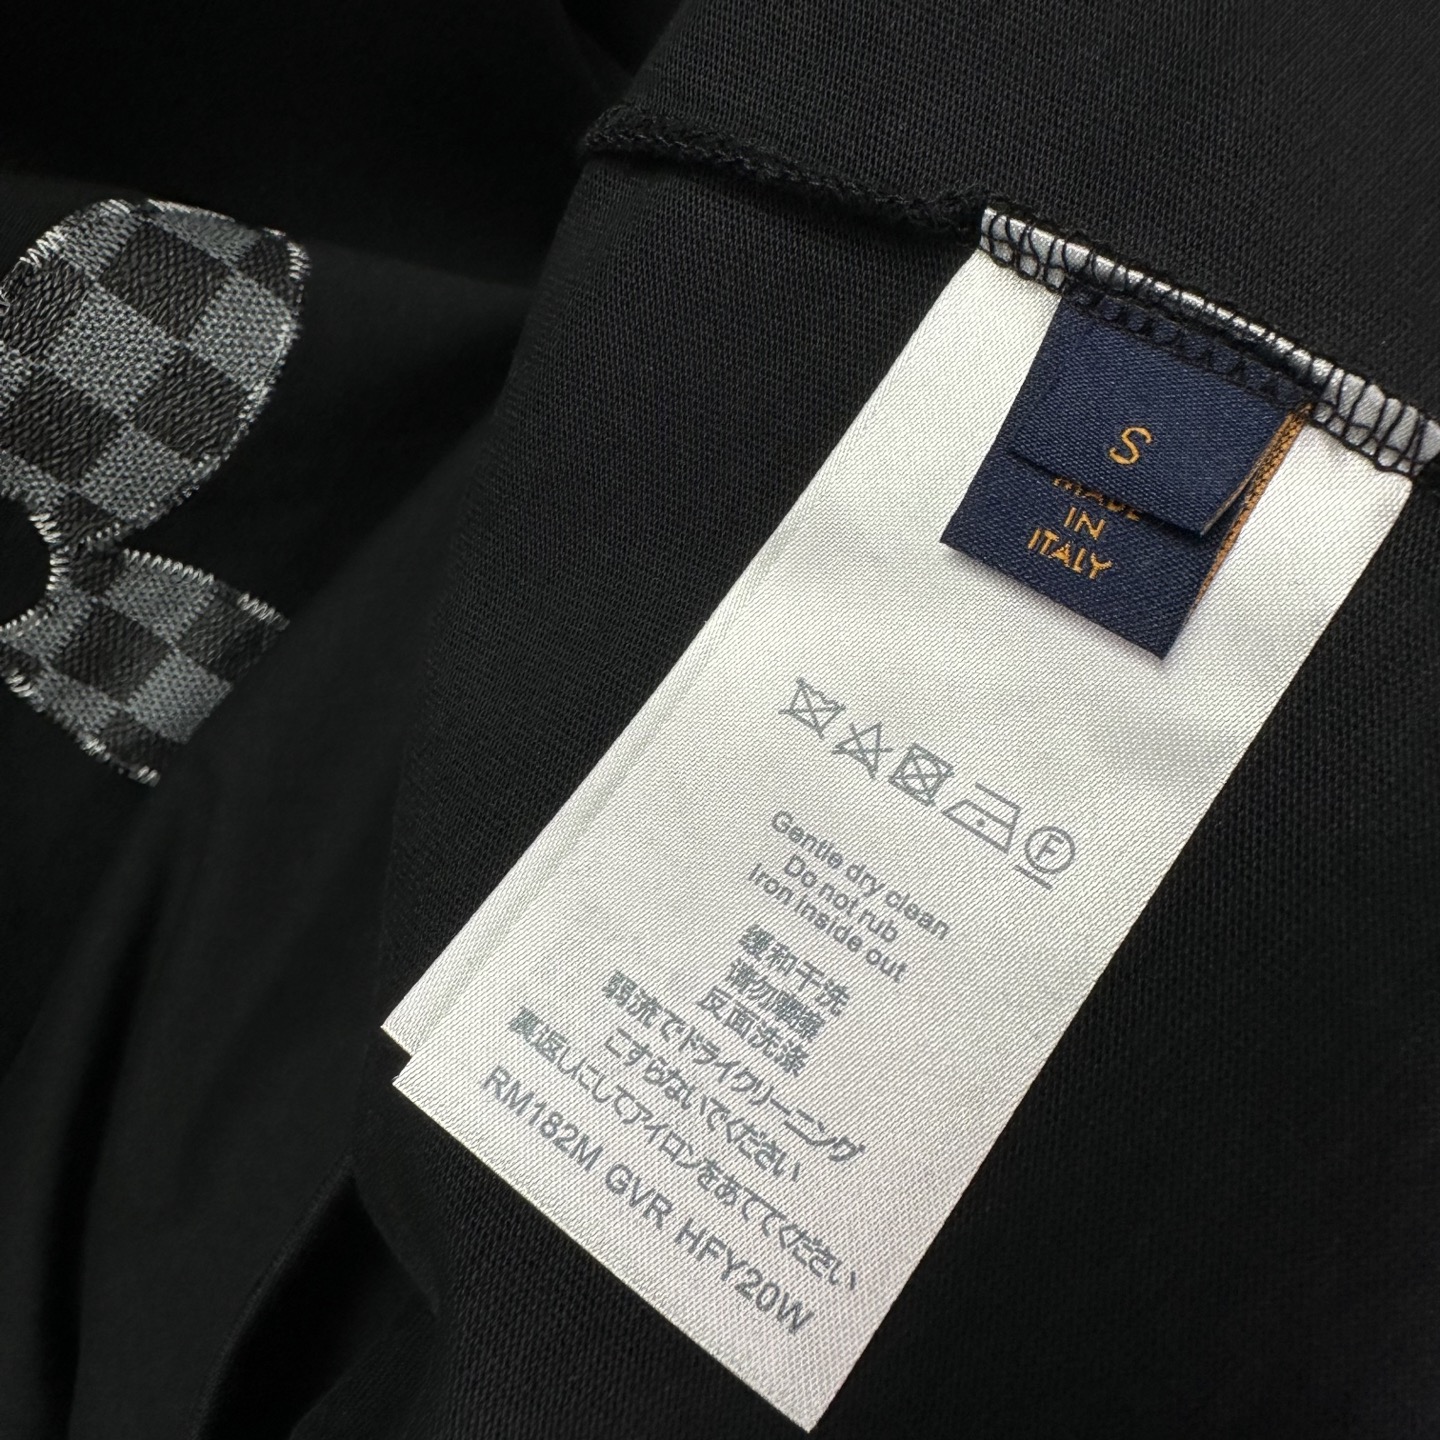 S
MADE
IN
ITALY
F
Gentle dry clean
Do not rub
Iron inside out
缓和干洗
请勿磨擦
反面洗涤
弱流でドライクリーニング
こすらないでください
裏返しにしてアイロンをあててください
RM182M GVR HFY20W